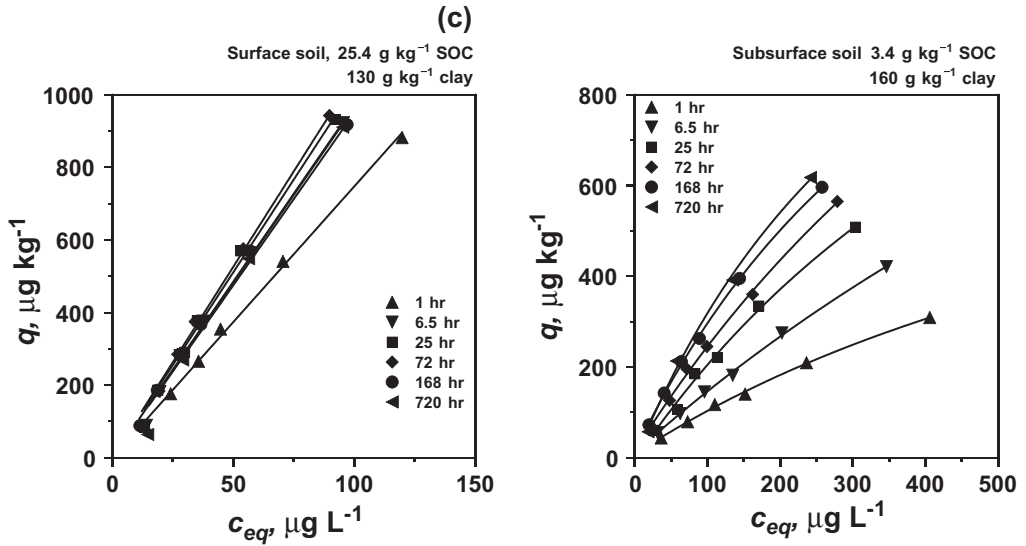 (c)
Surface soil, 25.4 g kg⁻¹ SOC
130 g kg⁻¹ clay
1000
800
600
400
200
0
q, μg kg⁻¹
1 hr
6.5 hr
25 hr
72 hr
168 hr
720 hr
0 50 100 150
c_eq, μg L⁻¹
Subsurface soil 3.4 g kg⁻¹ SOC
160 g kg⁻¹ clay
800
600
400
200
0
q, μg kg⁻¹
1 hr
6.5 hr
25 hr
72 hr
168 hr
720 hr
0 100 200 300 400 500
c_eq, μg L⁻¹